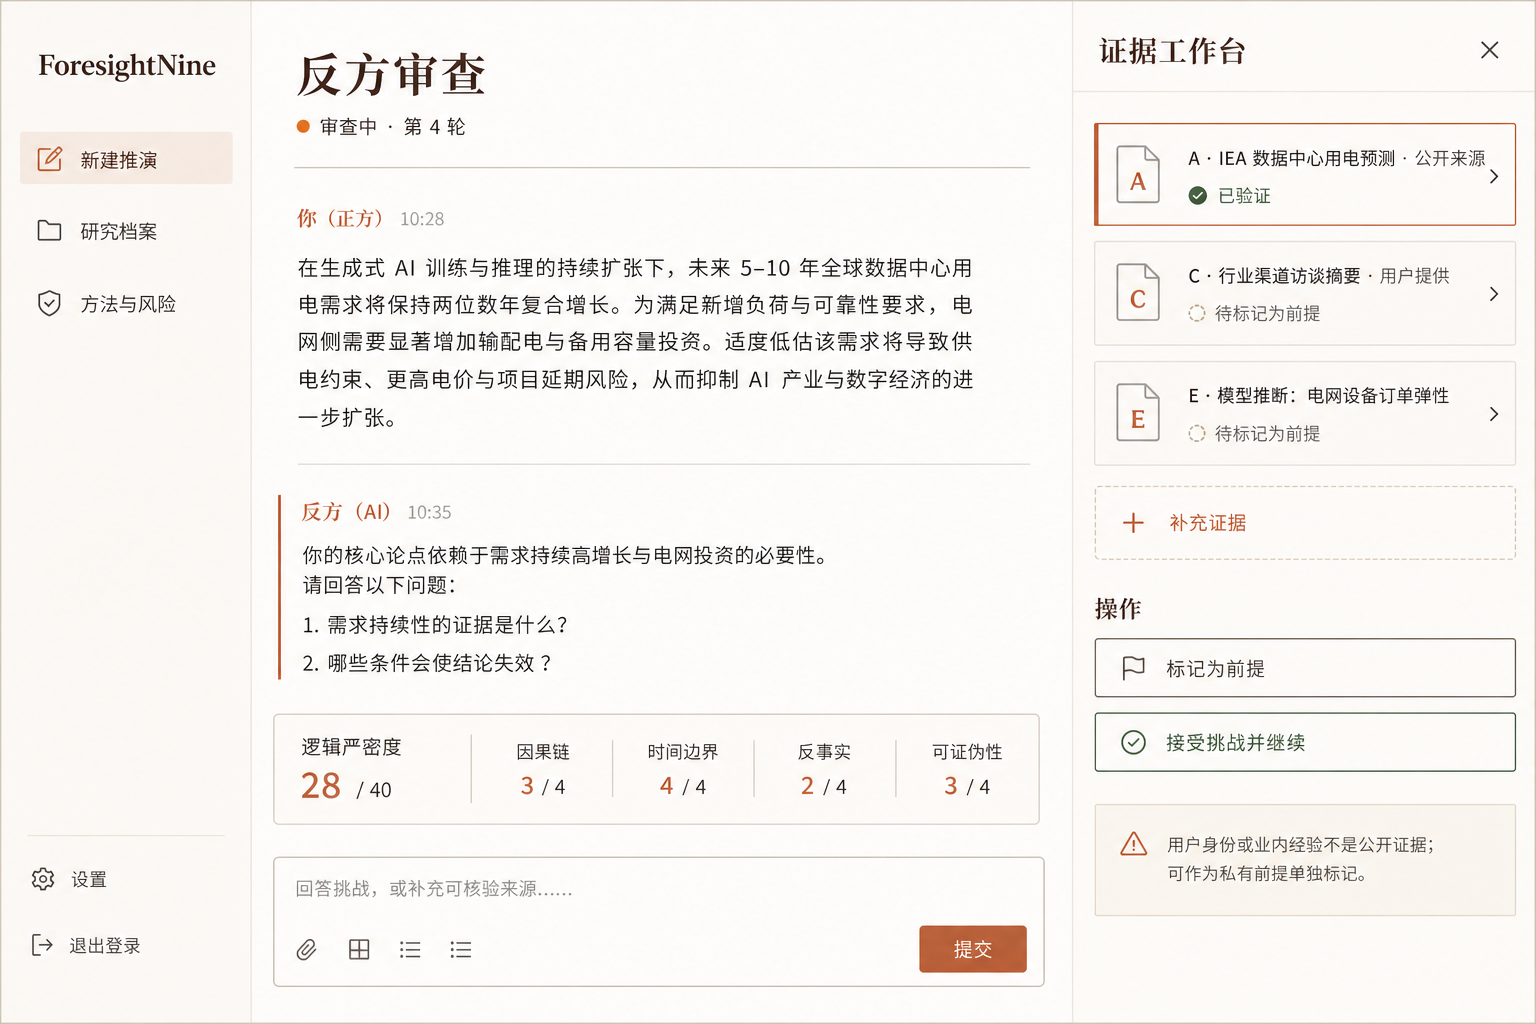 ForesightNine
新建推演
研究档案
方法与风险
设置
退出登录
反方审查
审查中 · 第 4 轮
你（正方） 10:28
在生成式 AI 训练与推理的持续扩张下，未来 5–10 年全球数据中心用
电需求将保持两位数年复合增长。为满足新增负荷与可靠性要求，电
网侧需要显著增加输配电与备用容量投资。适度低估该需求将导致供
电约束、更高电价与项目延期风险，从而抑制 AI 产业与数字经济的进
一步扩张。
反方（AI） 10:35
你的核心论点依赖于需求持续高增长与电网投资的必要性。
请回答以下问题：
1. 需求持续性的证据是什么？
2. 哪些条件会使结论失效？
逻辑严密度
28 / 40
因果链
3 / 4
时间边界
4 / 4
反事实
2 / 4
可证伪性
3 / 4
回答挑战，或补充可核验来源……
提交
证据工作台
A
A · IEA 数据中心用电预测 · 公开来源
已验证
C
C · 行业渠道访谈摘要 · 用户提供
待标记为前提
E
E · 模型推断：电网设备订单弹性
待标记为前提
补充证据
操作
标记为前提
接受挑战并继续
用户身份或业内经验不是公开证据；
可作为私有前提单独标记。